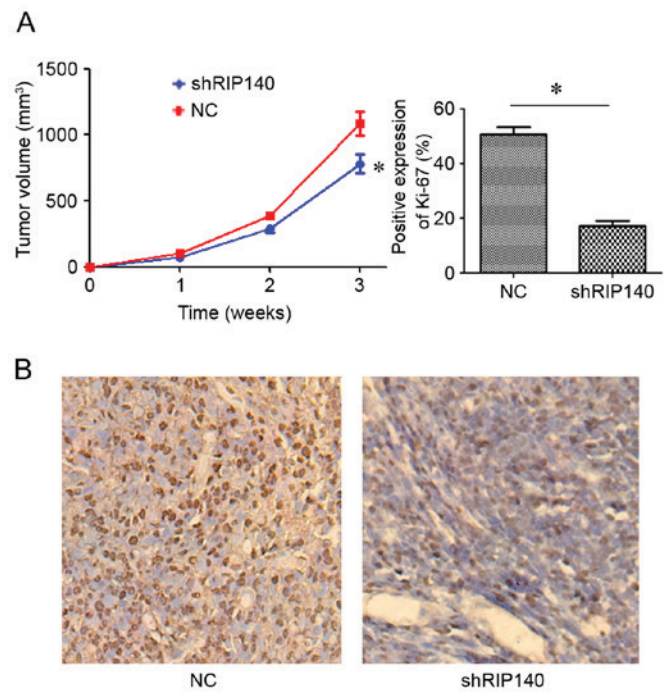 A
1500
1000
500
0
Tumor volume (mm³)
shRIP140
NC
*
0 1 2 3
Time (weeks)
*
60
40
20
0
Positive expression
of Ki-67 (%)
NC shRIP140
B
NC shRIP140